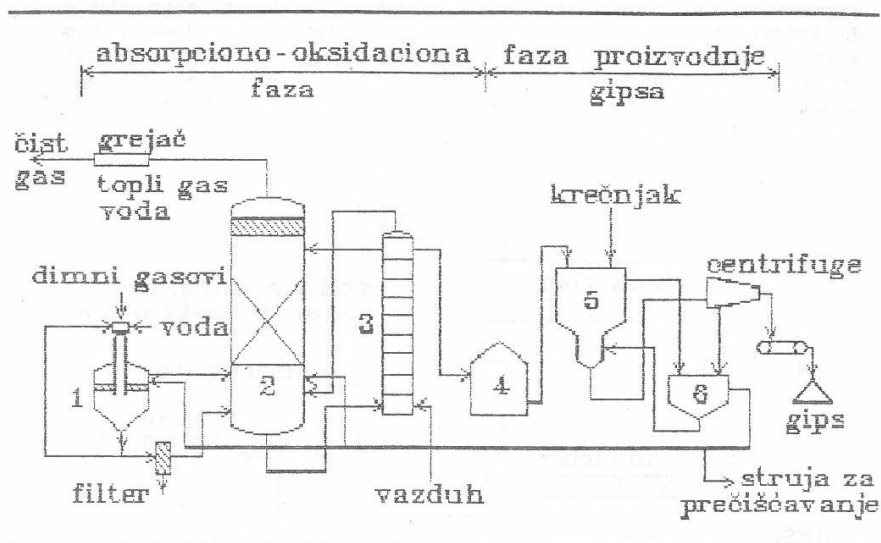 absorpciono-oksidaciona
faza
faza proizvodnje
gipsa
čist
gas
grejač
topli gas
voda
krečnjak
dimni gasovi
voda
centrifuge
1
2
3
4
5
6
gips
filter
vazduh
struja za
prečišćavanje